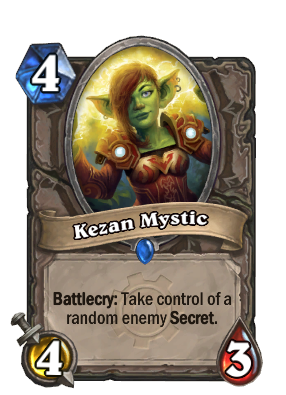 4
Kezan Mystic
Battlecry: Take control of a
random enemy Secret.
4
3